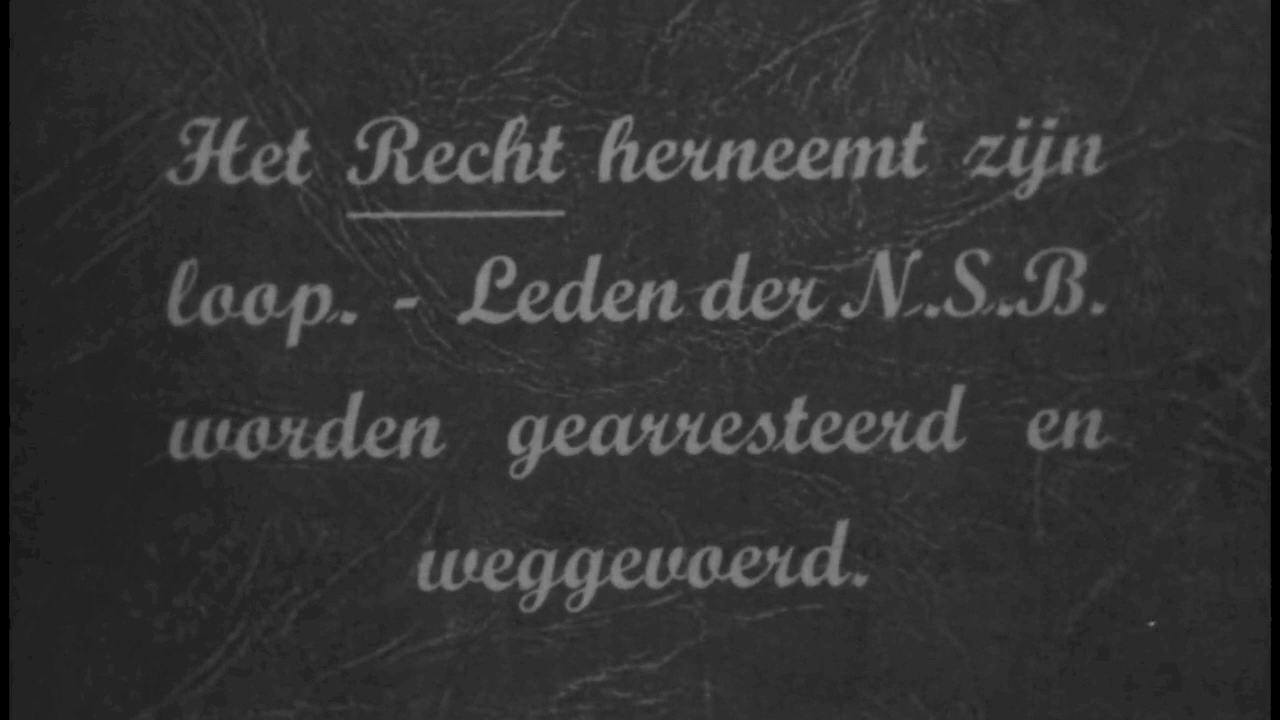 Het Recht herneemt zijn
loop. - Leden der N.S.B.
worden gearresteerd en
weggevoerd.